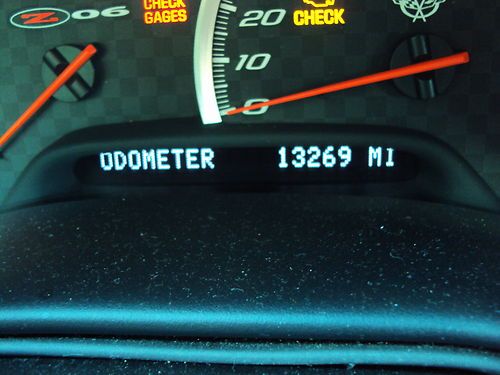 Z06
CHECK
GAGES
20
CHECK
10
0
ODOMETER 13269 MI